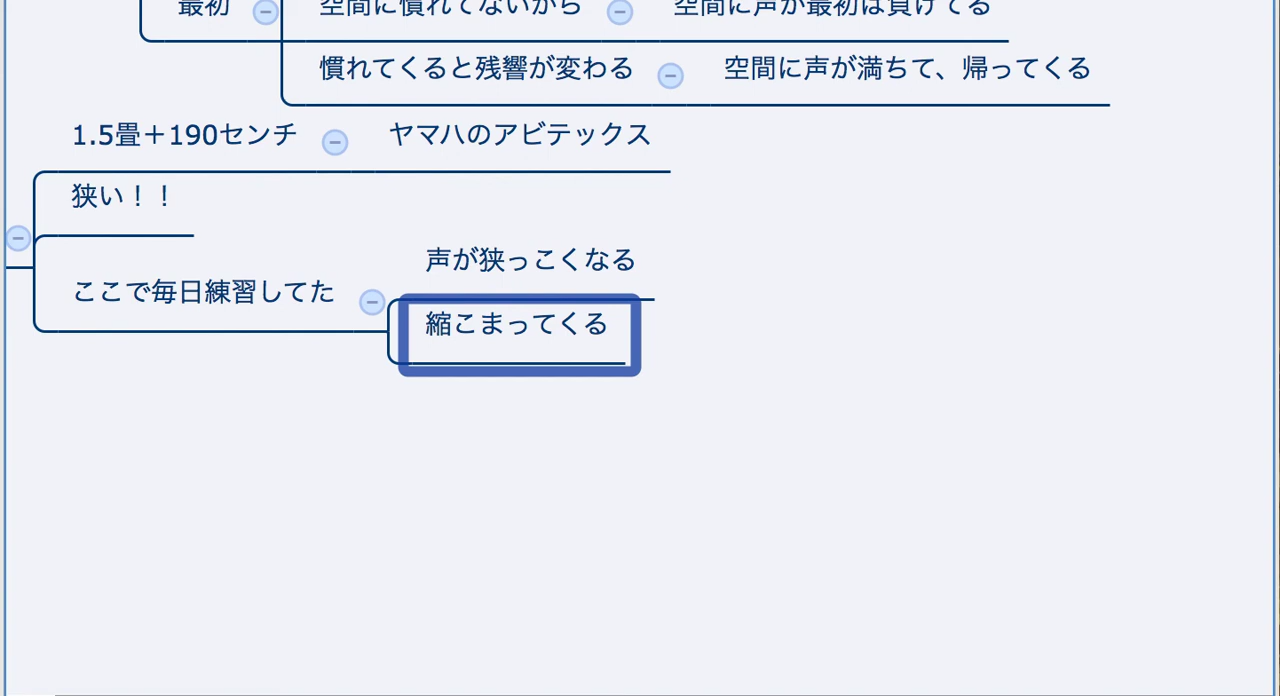 最初
空間に慣れてないから
空間に声が最初は負けてる
慣れてくると残響が変わる
空間に声が満ちて、帰ってくる
1.5畳＋190センチ
ヤマハのアビテックス
狭い！！
ここで毎日練習してた
声が狭っこくなる
縮こまってくる